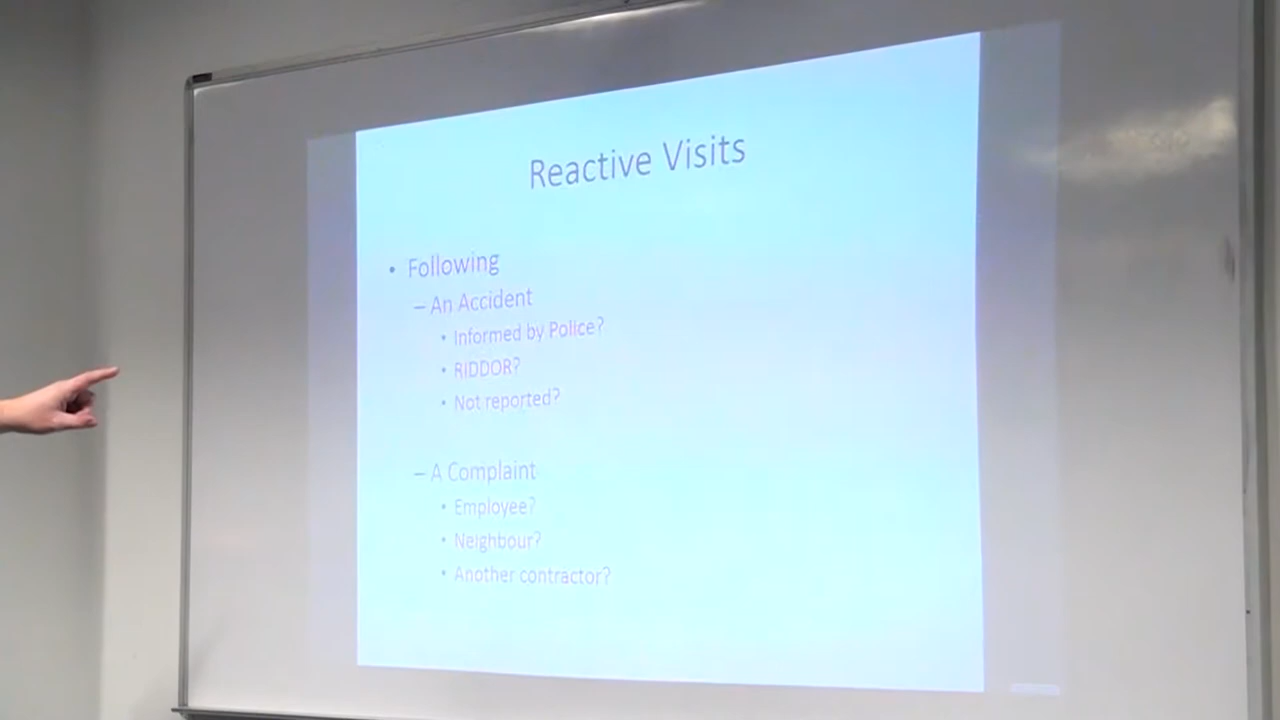 Reactive Visits
• Following
– An Accident
• Informed by Police?
• RIDDOR?
• Not reported?
– A Complaint
• Employee?
• Neighbour?
• Another contractor?